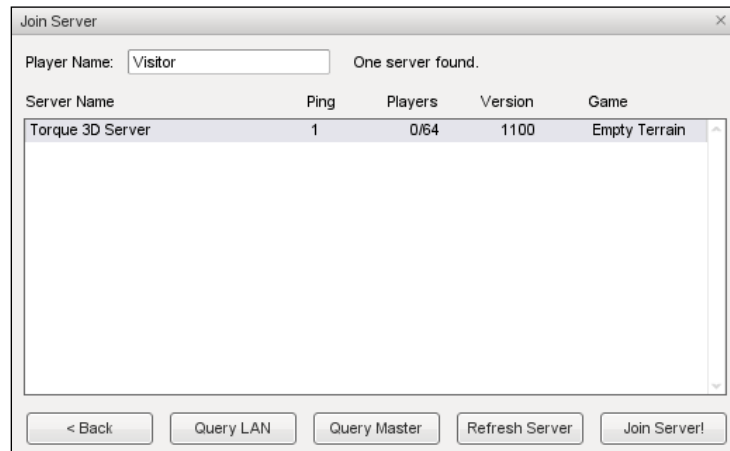 Join Server
Player Name: Visitor One server found.
Server Name Ping Players Version Game
Torque 3D Server 1 0/64 1100 Empty Terrain
< Back Query LAN Query Master Refresh Server Join Server!